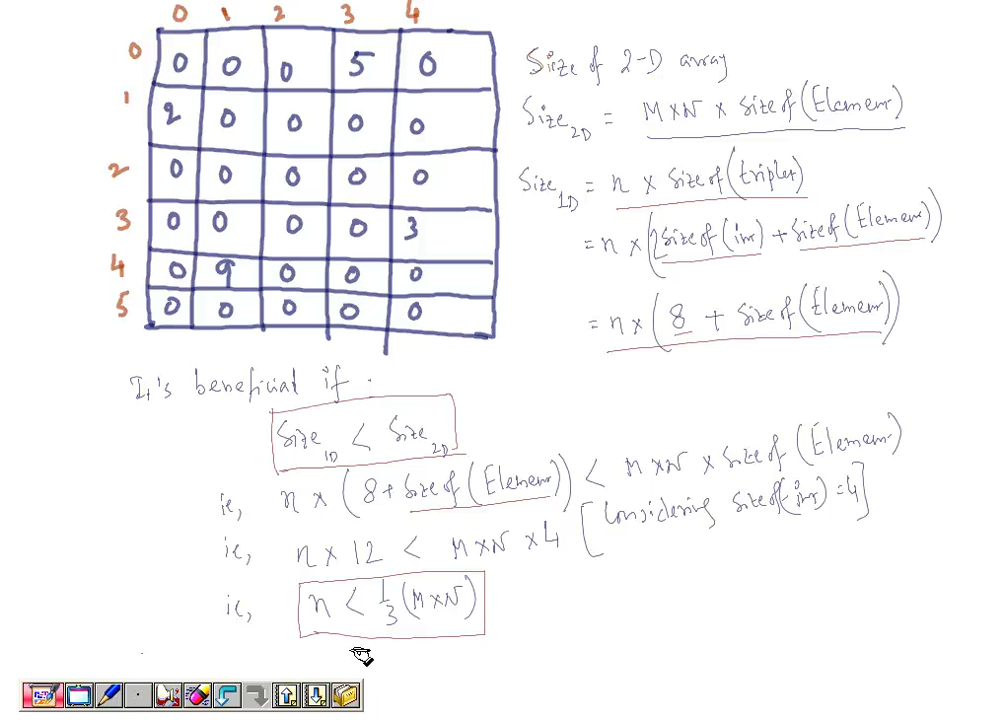 0 1 2 3 4
0 0 0 0 5 0
1 2 0 0 0 0
2 0 0 0 0 0
3 0 0 0 0 3
4 0 9 0 0 0
5 0 0 0 0 0
Size of 2-D array
Size2D = M×N × Size of (Element)
Size1D = n × Size of (triplet)
= n × (2 Size of (int) + Size of (Element))
= n × (8 + Size of (Element))
It's beneficial if :
Size1D < Size2D
ie, n × (8 + Size of (Element)) < M×N × Size of (Element)
ie, n × 12 < M×N × 4 [Considering Size of (int) = 4]
ie, n < 1/3 (M×N)